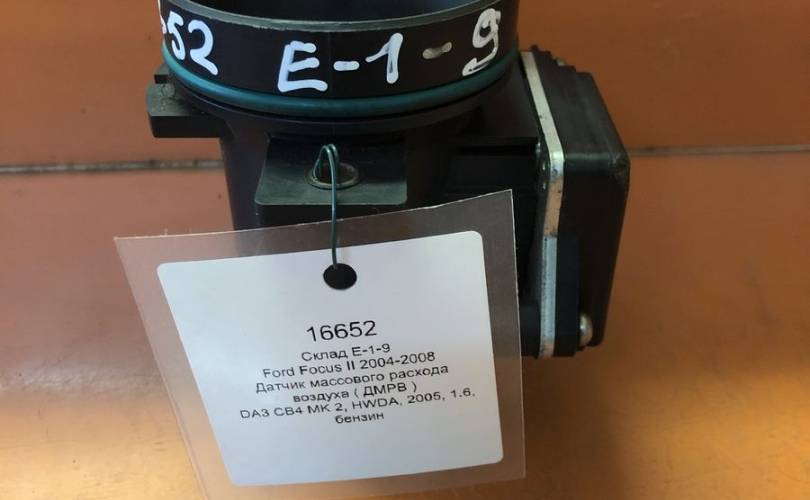 652 E-1-9
16652
Склад E-1-9
Ford Focus II 2004-2008
Датчик массового расхода
воздуха ( ДМРВ )
DA3 CB4 MK 2, HWDA, 2005, 1.6,
бензин